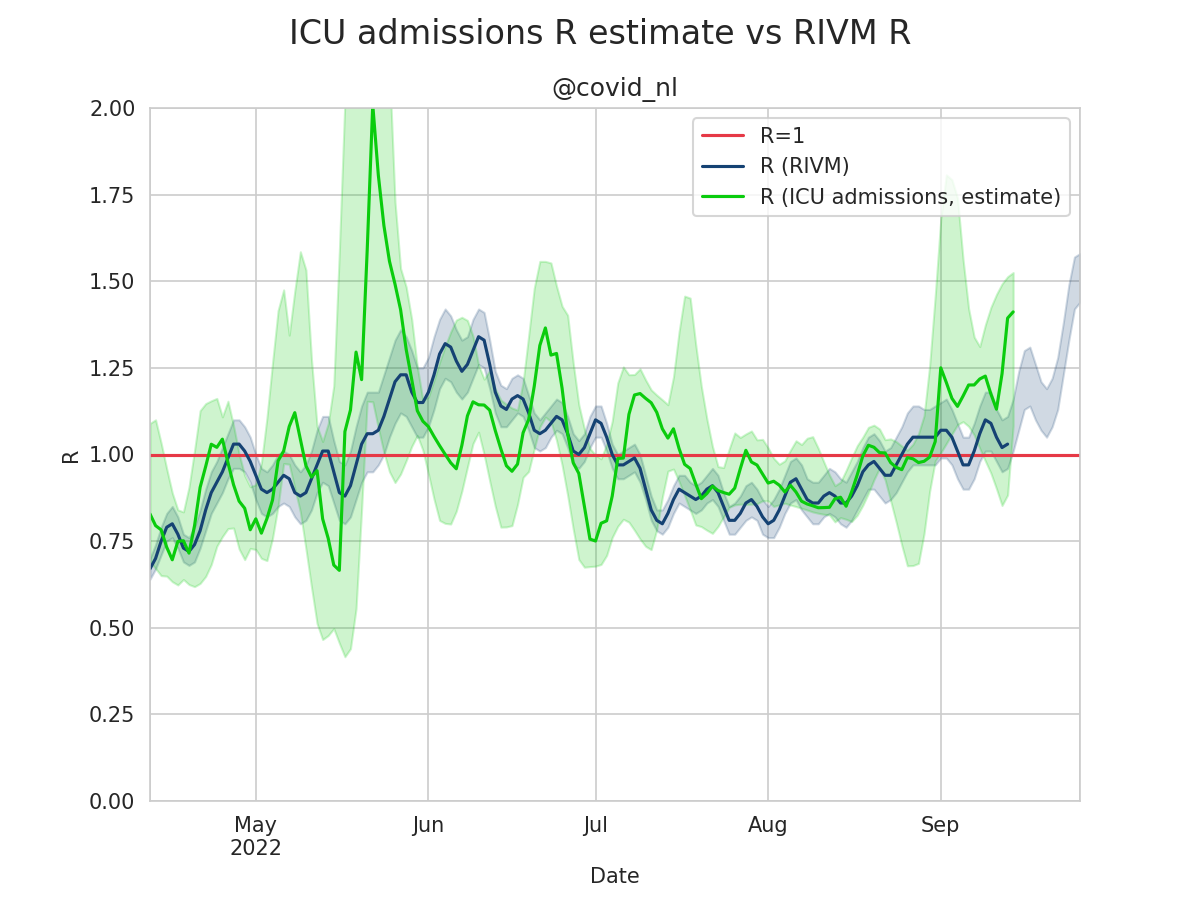 ICU admissions R estimate vs RIVM R
@covid_nl
R=1
R (RIVM)
R (ICU admissions, estimate)
2.00
1.75
1.50
1.25
1.00
0.75
0.50
0.25
0.00
R
May
2022
Jun
Jul
Aug
Sep
Date